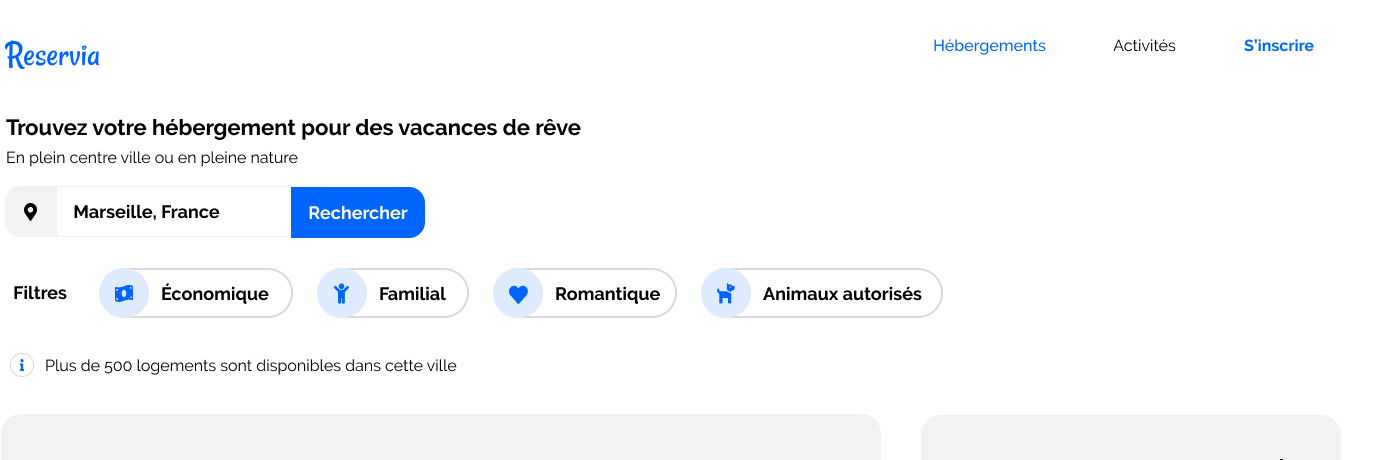 Reservia
Hébergements
Activités
S'inscrire
Trouvez votre hébergement pour des vacances de rêve
En plein centre ville ou en pleine nature
Marseille, France
Rechercher
Filtres
Économique
Familial
Romantique
Animaux autorisés
Plus de 500 logements sont disponibles dans cette ville